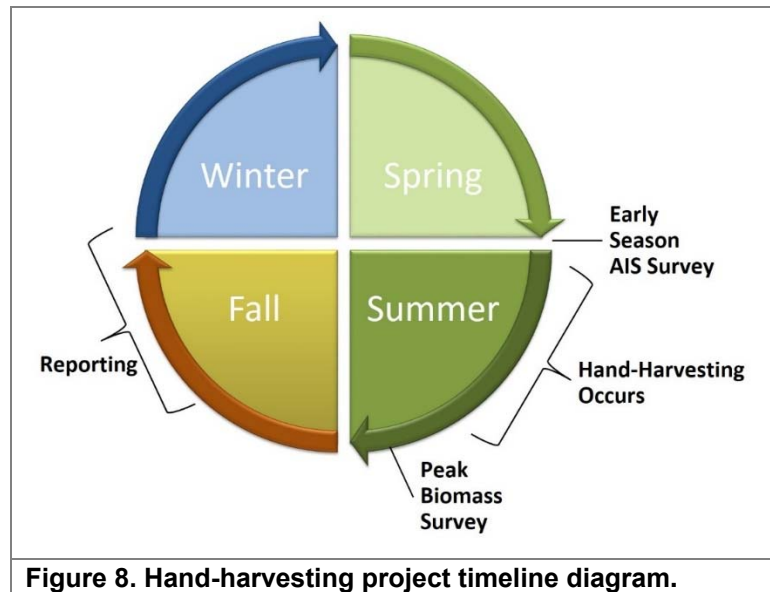 Winter
Spring
Early
Season
AIS Survey
Fall
Summer
Reporting
Hand-Harvesting
Occurs
Peak
Biomass
Survey
Figure 8. Hand-harvesting project timeline diagram.